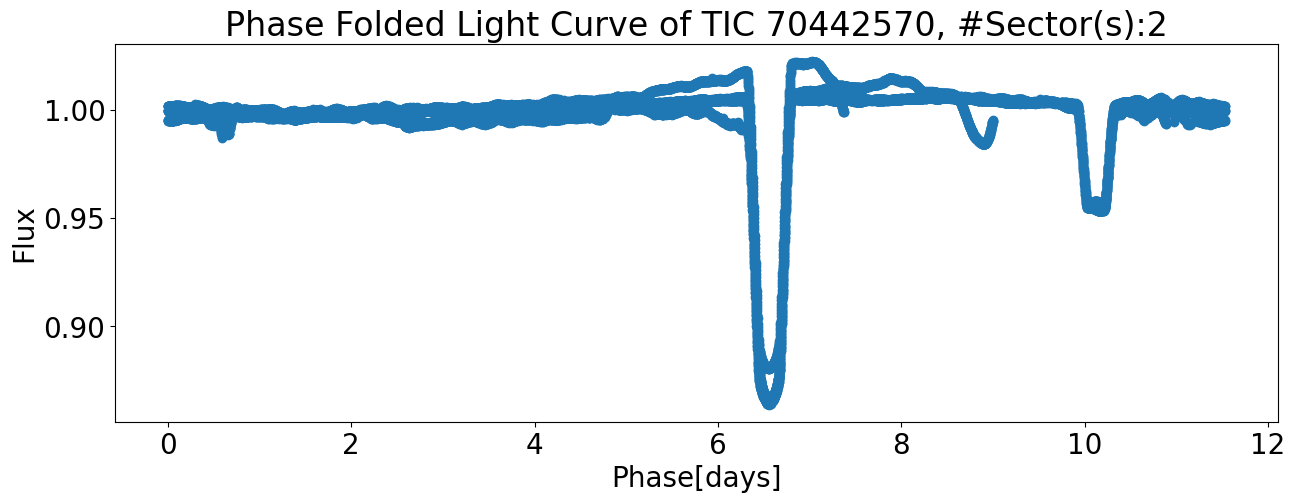 Phase Folded Light Curve of TIC 70442570, #Sector(s):2
1.00
0.95
0.90
Flux
0 2 4 6 8 10 12
Phase[days]